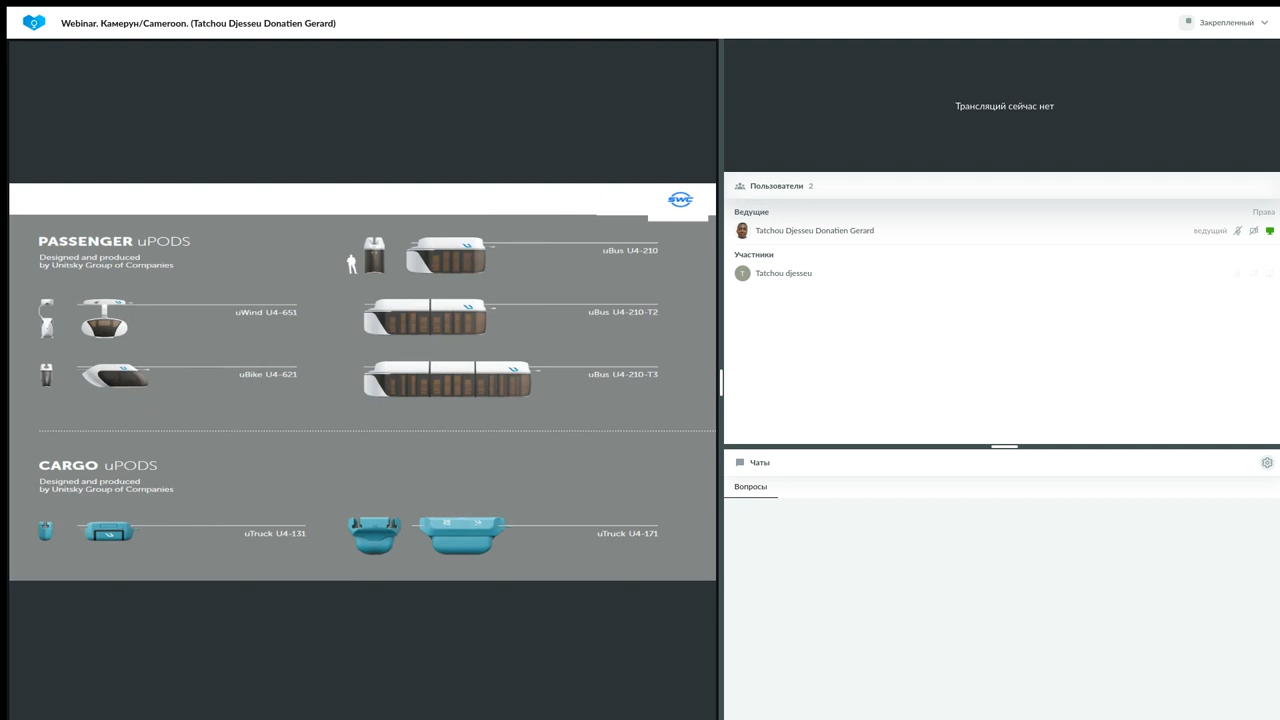 Webinar. Камерун/Cameroon. (Tatchou Djesseu Donatien Gerard)
Закрепленный
Трансляций сейчас нет
SWC
PASSENGER uPODS
Designed and produced
by Unitsky Group of Companies
uBus U4-210
uWind U4-651
uBus U4-210-T2
uBike U4-621
uBus U4-210-T3
CARGO uPODS
Designed and produced
by Unitsky Group of Companies
uTruck U4-131
uTruck U4-171
Пользователи 2
Ведущие
Права
Tatchou Djesseu Donatien Gerard
ведущий
Участники
T
Tatchou djesseu
Чаты
Вопросы